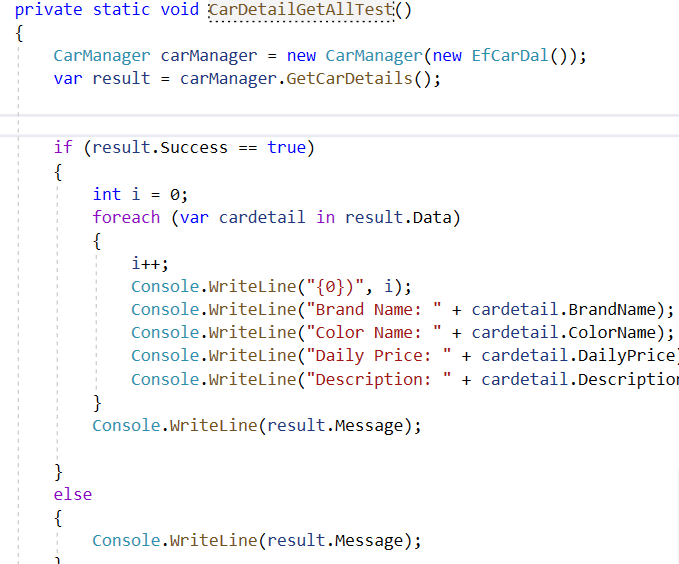 private static void CarDetailGetAllTest()
{
CarManager carManager = new CarManager(new EfCarDal());
var result = carManager.GetCarDetails();
if (result.Success == true)
{
int i = 0;
foreach (var cardetail in result.Data)
{
i++;
Console.WriteLine("{0})", i);
Console.WriteLine("Brand Name: " + cardetail.BrandName);
Console.WriteLine("Color Name: " + cardetail.ColorName);
Console.WriteLine("Daily Price: " + cardetail.DailyPrice)
Console.WriteLine("Description: " + cardetail.Description
}
Console.WriteLine(result.Message);
}
else
{
Console.WriteLine(result.Message);
}